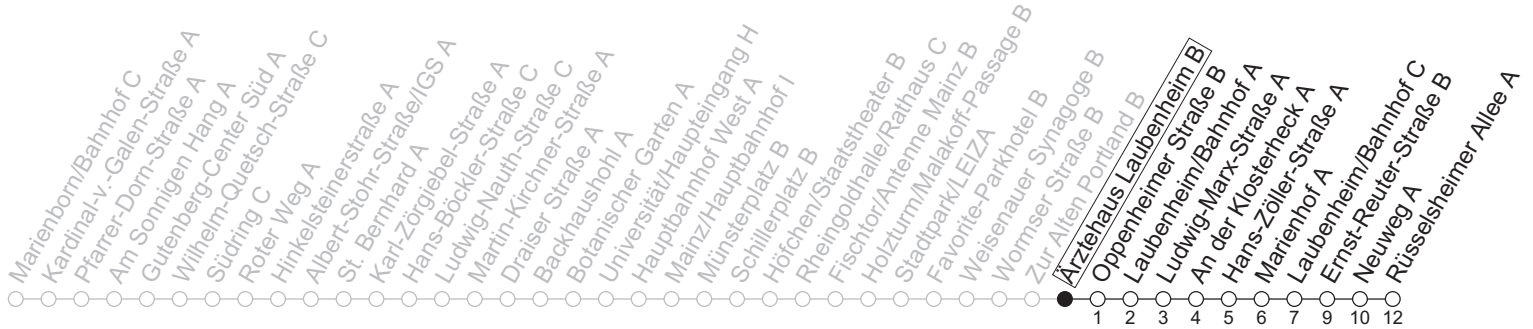 Marienborn/Bahnhof C
Kardinal-v.-Galen-Straße A
Pfarrer-Dorn-Straße A
Am Sonnigen Hang A
Gutenberg-Center Süd A
Wilhelm-Quetsch-Straße C
Südring C
Roter Weg A
Hinkelsteinerstraße A
Albert-Stohr-Straße/IGS A
St. Bernhard A
Karl-Zörgiebel-Straße A
Hans-Böckler-Straße C
Ludwig-Nauth-Straße C
Martin-Kirchner-Straße A
Draiser Straße A
Backhaushohl A
Botanischer Garten A
Universität/Haupteingang H
Hauptbahnhof West A
Mainz/Hauptbahnhof I
Münsterplatz B
Schillerplatz B
Höfchen/Staatstheater B
Rheingoldhalle/Rathaus C
Fischtor/Antenne Mainz B
Holzturm/Malakoff-Passage B
Stadtpark/LEIZA
Favorite-Parkhotel B
Weisenauer Synagoge B
Wormser Straße B
Zur Alten Portland B
Ärztehaus Laubenheim B
Oppenheimer Straße B
Laubenheim/Bahnhof A
Ludwig-Marx-Straße A
An der Klosterheck A
Hans-Zöller-Straße A
Marienhof A
Laubenheim/Bahnhof C
Ernst-Reuter-Straße B
Neuweg A
Rüsselsheimer Allee A
1 2 3 4 5 6 7 9 10 12